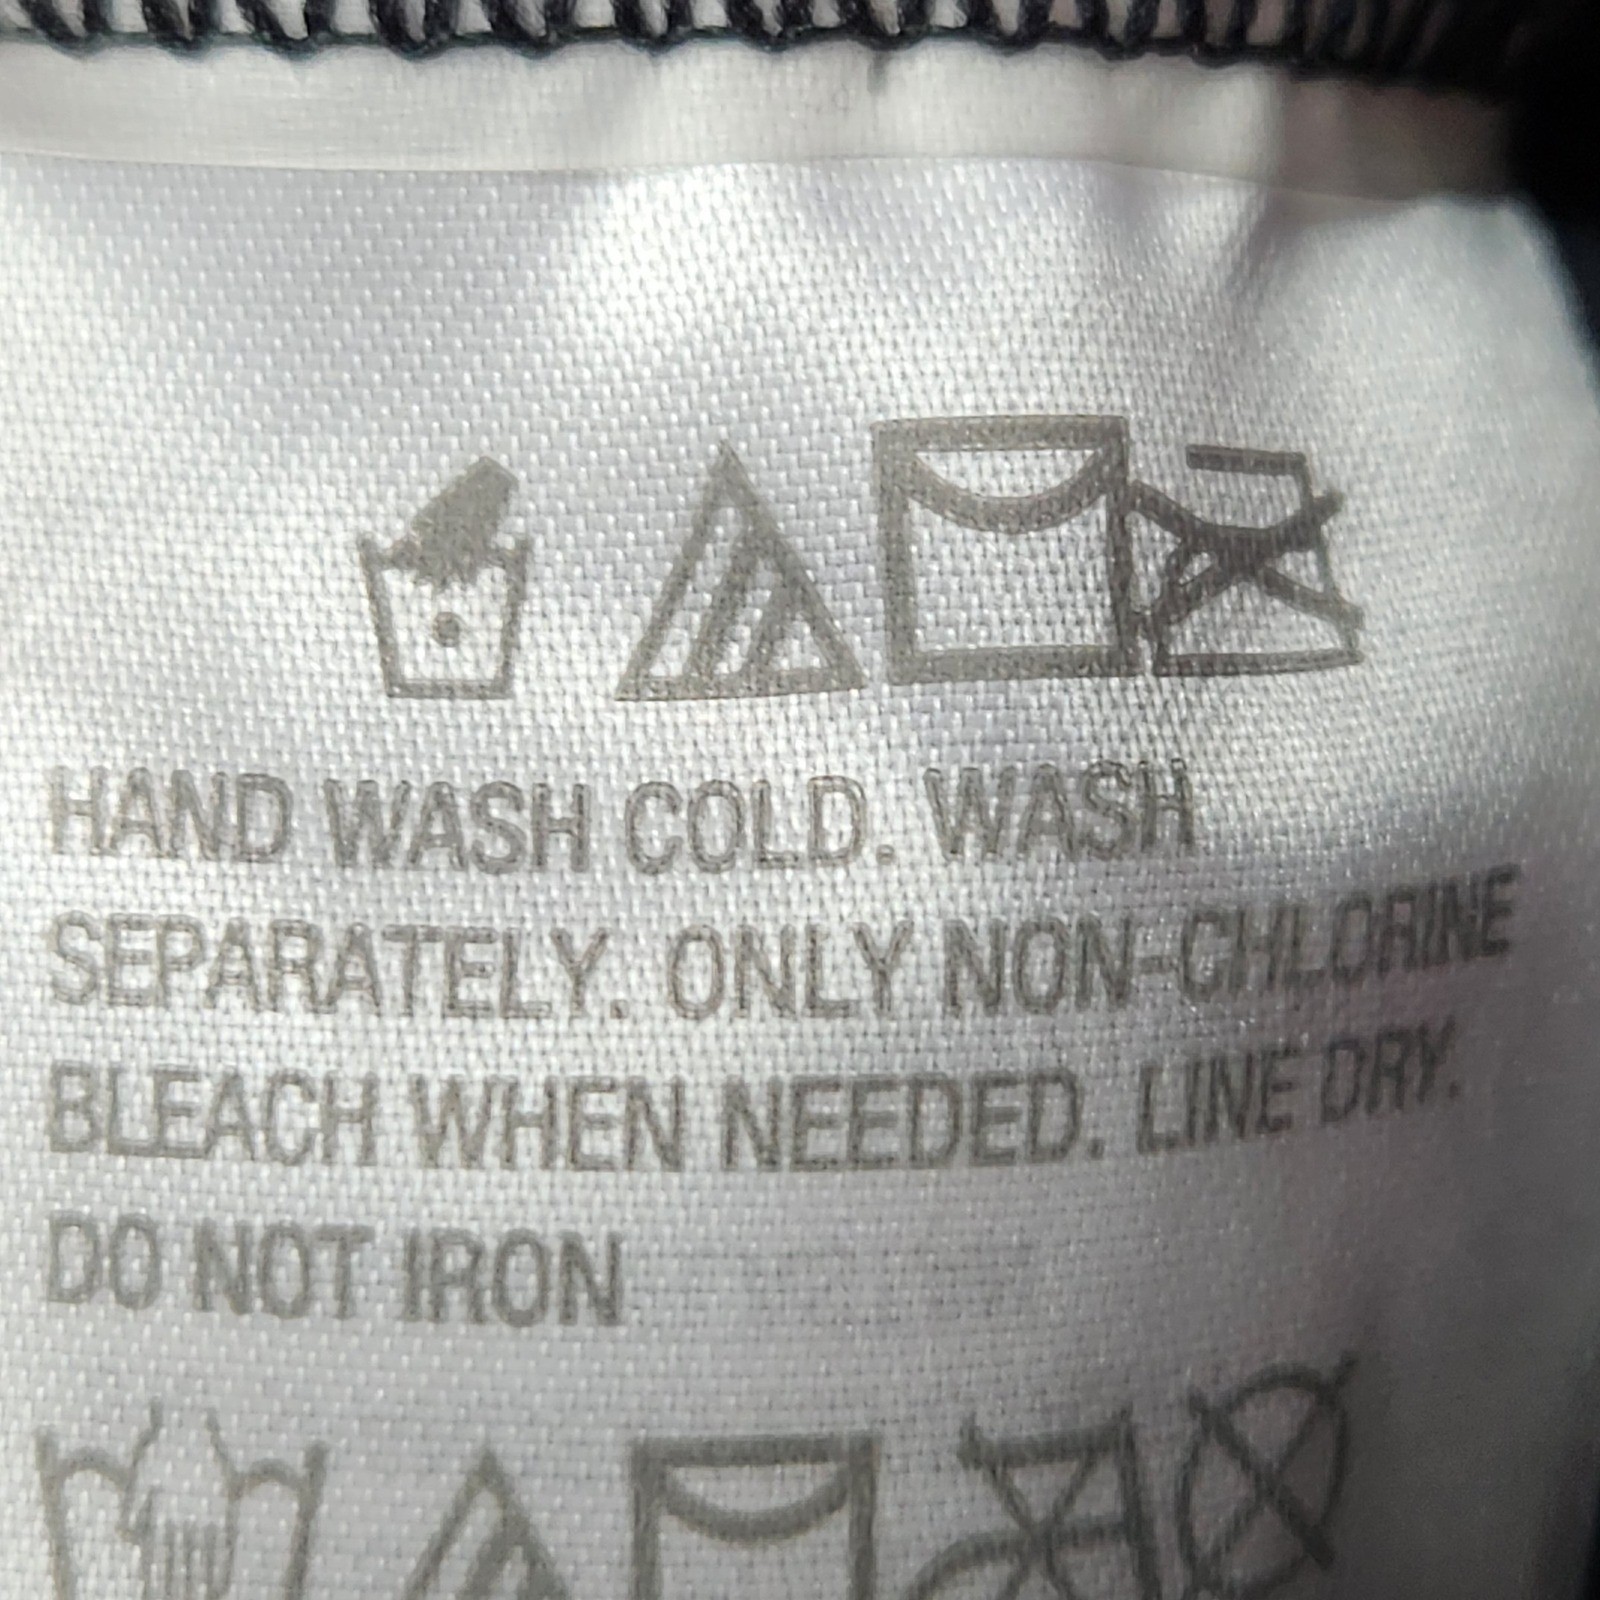 HAND WASH COLD. WASH
SEPARATELY. ONLY NON-CHLORINE
BLEACH WHEN NEEDED. LINE DRY.
DO NOT IRON